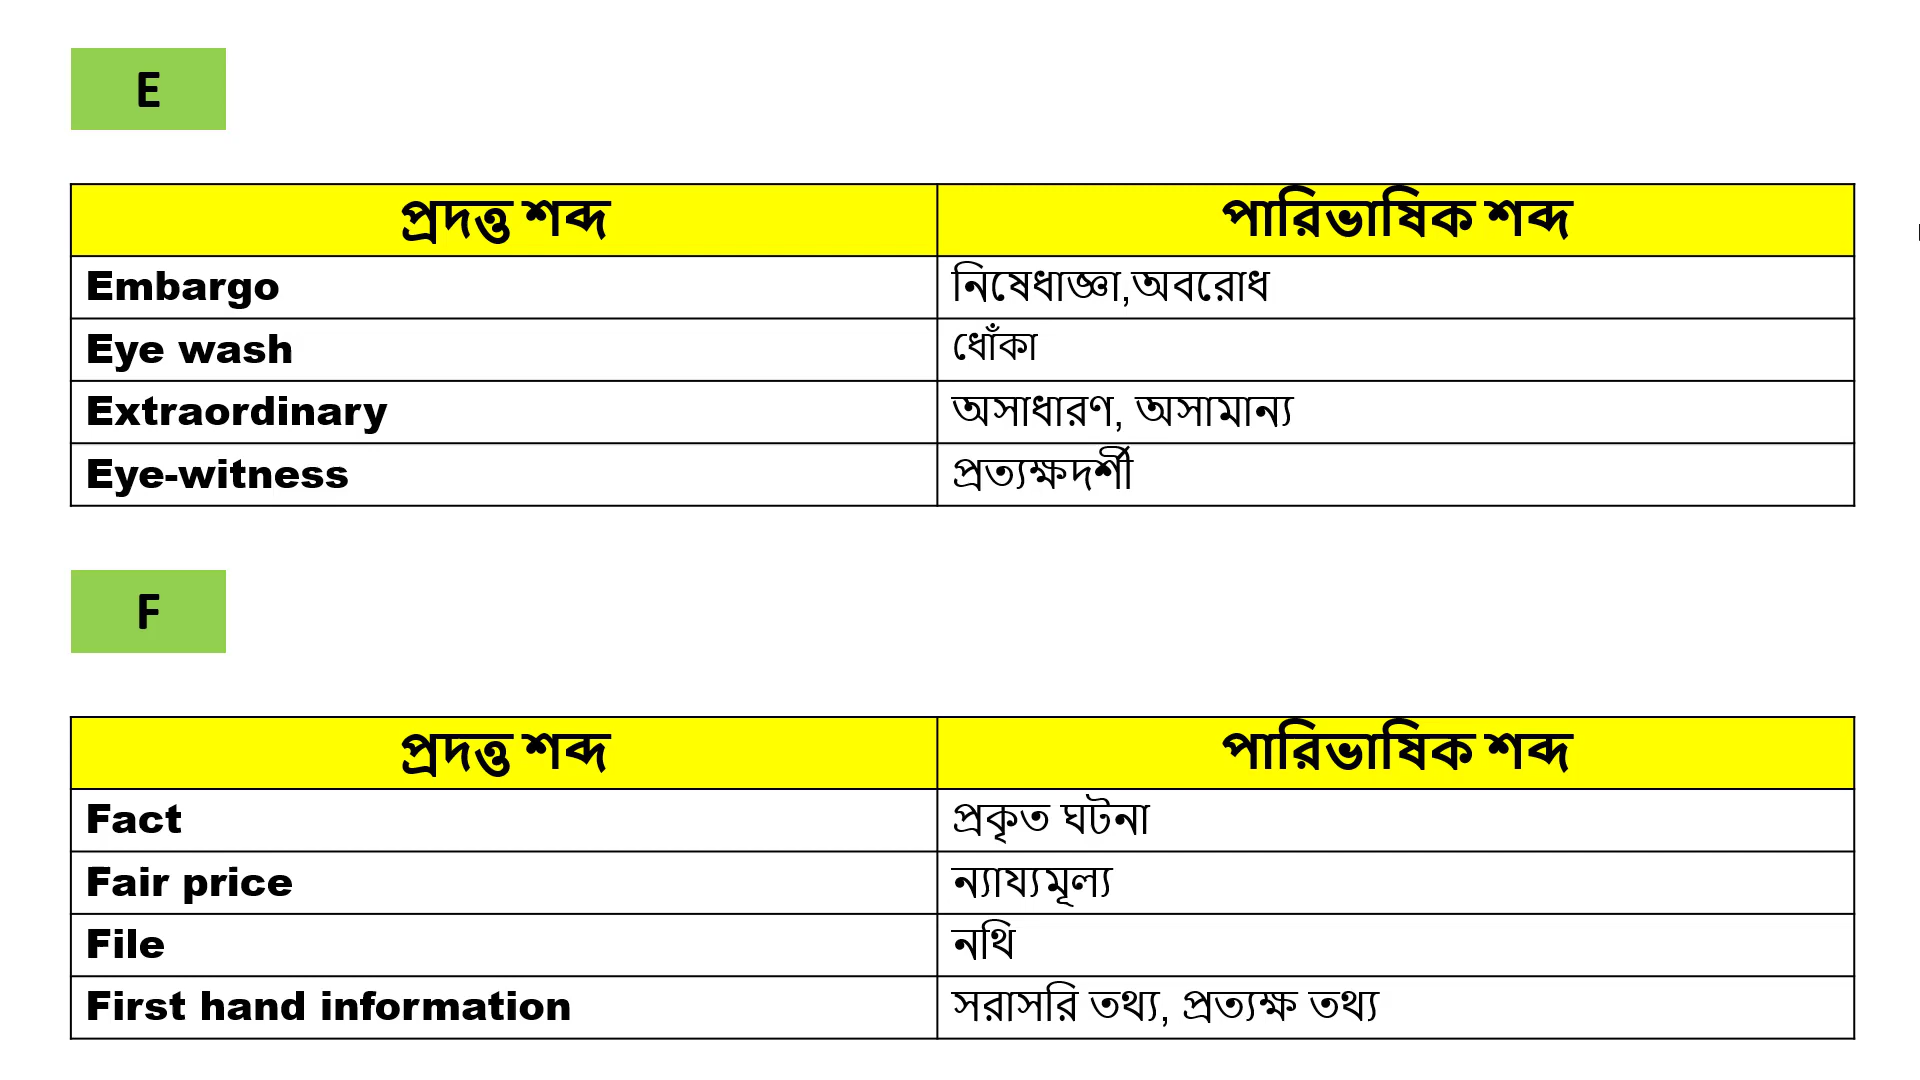 E
প্রদত্ত শব্দ পারিভাষিক শব্দ
Embargo নিষেধাজ্ঞা,অবরোধ
Eye wash ধোঁকা
Extraordinary অসাধারণ, অসামান্য
Eye-witness প্রত্যক্ষদর্শী
F
প্রদত্ত শব্দ পারিভাষিক শব্দ
Fact প্রকৃত ঘটনা
Fair price ন্যায্যমূল্য
File নথি
First hand information সরাসরি তথ্য, প্রত্যক্ষ তথ্য